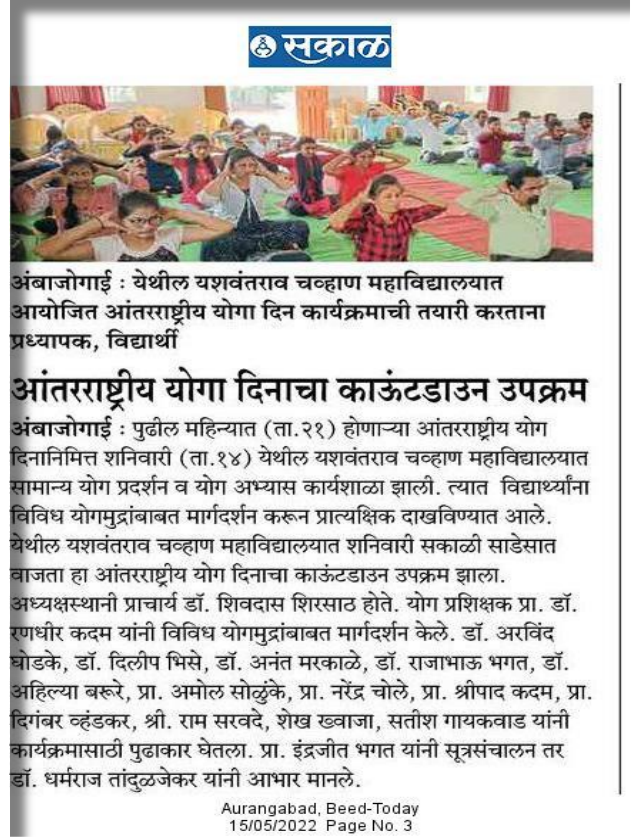 सकाळ
अंबाजोगाई : येथील यशवंतराव चव्हाण महाविद्यालयात
आयोजित आंतरराष्ट्रीय योगा दिन कार्यक्रमाची तयारी करताना
प्रध्यापक, विद्यार्थी
आंतरराष्ट्रीय योगा दिनाचा काऊंटडाउन उपक्रम
अंबाजोगाई : पुढील महिन्यात (ता.२१) होणाऱ्या आंतरराष्ट्रीय योग
दिनानिमित्त शनिवारी (ता.१४) येथील यशवंतराव चव्हाण महाविद्यालयात
सामान्य योग प्रदर्शन व योग अभ्यास कार्यशाळा झाली. त्यात विद्यार्थ्यांना
विविध योगमुद्रांबाबत मार्गदर्शन करून प्रात्यक्षिक दाखविण्यात आले.
येथील यशवंतराव चव्हाण महाविद्यालयात शनिवारी सकाळी साडेसात
वाजता हा आंतरराष्ट्रीय योग दिनाचा काऊंटडाउन उपक्रम झाला.
अध्यक्षस्थानी प्राचार्य डॉ. शिवदास शिरसाठ होते. योग प्रशिक्षक प्रा. डॉ.
रणधीर कदम यांनी विविध योगमुद्रांबाबत मार्गदर्शन केले. डॉ. अरविंद
घोडके, डॉ. दिलीप भिसे, डॉ. अनंत मरकाळे, डॉ. राजाभाऊ भगत, डॉ.
अहिल्या बरूरे, प्रा. अमोल सोळुंके, प्रा. नरेंद्र चोले, प्रा. श्रीपाद कदम, प्रा.
दिगंबर व्हंडकर, श्री. राम सरवदे, शेख ख्वाजा, सतीश गायकवाड यांनी
कार्यक्रमासाठी पुढाकार घेतला. प्रा. इंद्रजीत भगत यांनी सूत्रसंचालन तर
डॉ. धर्मराज तांदुळजेकर यांनी आभार मानले.
Aurangabad, Beed-Today
15/05/2022 Page No. 3